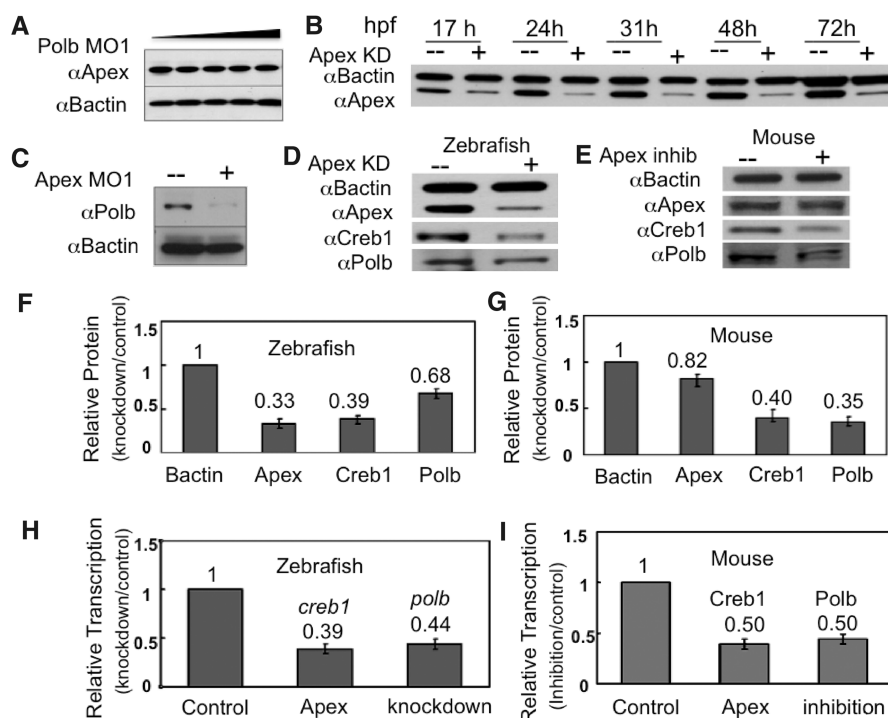 A
Polb MO1
αApex
αBactin
B
hpf 17 h 24h 31h 48h 72h
Apex KD -- + -- + -- + -- + -- +
αBactin
αApex
C
-- +
Apex MO1
αPolb
αBactin
D
Zebrafish
Apex KD -- +
αBactin
αApex
αCreb1
αPolb
E
Mouse
Apex inhib -- +
αBactin
αApex
αCreb1
αPolb
F
Relative Protein
(knockdown/control)
1.5
1
0.5
0
Zebrafish
1 0.33 0.39 0.68
Bactin Apex Creb1 Polb
G
Relative Protein
(knockdown/control)
1.5
1
0.5
0
Mouse
1 0.82 0.40 0.35
Bactin Apex Creb1 Polb
H
Relative Transcription
(knockdown/control)
1.5
1
0.5
0
Zebrafish
1
creb1 polb
0.39 0.44
Control Apex knockdown
I
Relative Transcription
(Inhibition/control)
1.5
1
0.5
0
Mouse
1
Creb1 Polb
0.50 0.50
Control Apex inhibition